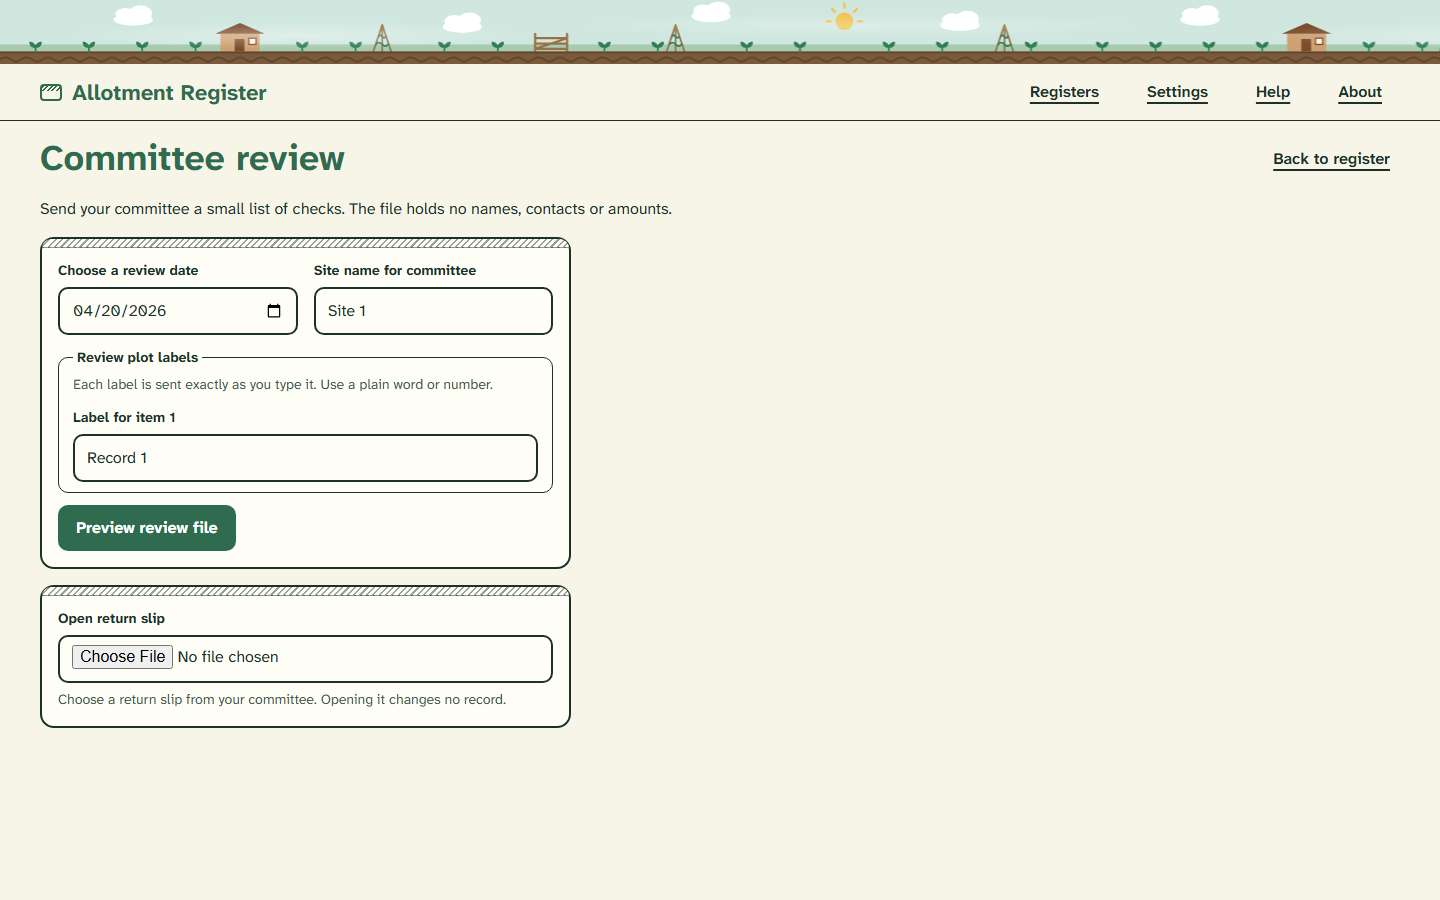 Allotment Register
Registers
Settings
Help
About
Committee review
Back to register
Send your committee a small list of checks. The file holds no names, contacts or amounts.
Choose a review date
Site name for committee
04/20/2026
Site 1
Review plot labels
Each label is sent exactly as you type it. Use a plain word or number.
Label for item 1
Record 1
Preview review file
Open return slip
Choose File No file chosen
Choose a return slip from your committee. Opening it changes no record.